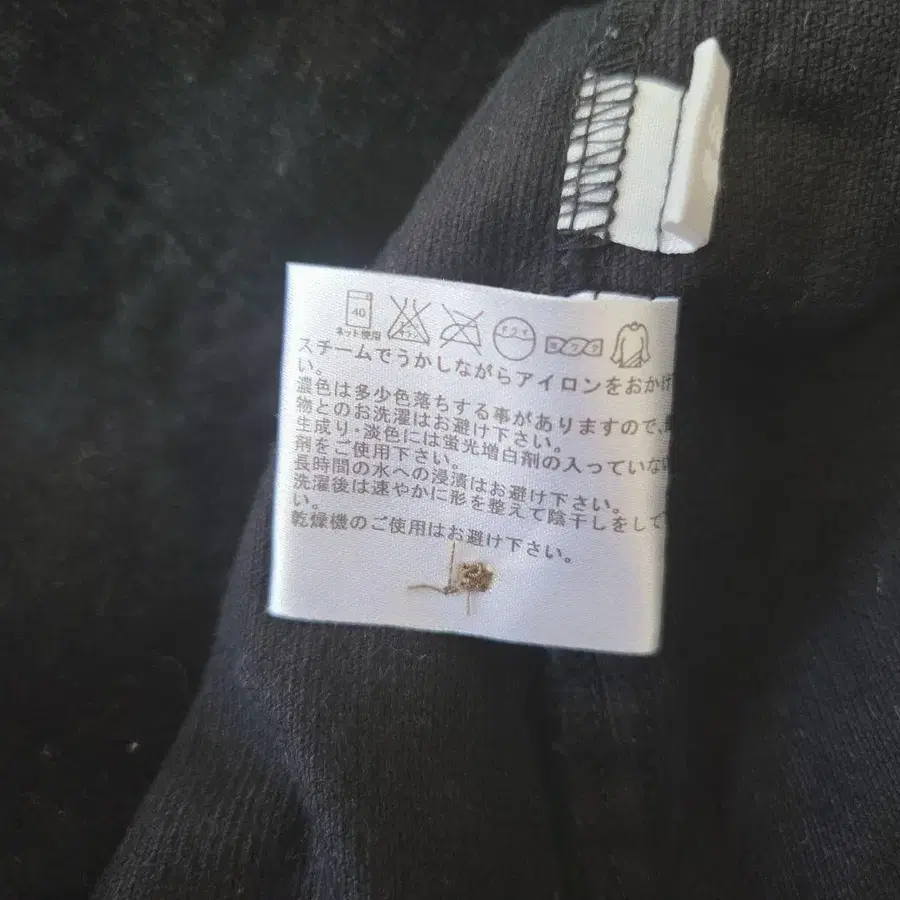 40
ネット使用
ドライ
ヨワク
スチームでうかしながらアイロンをおかけ
い。
濃色は多少色落ちする事がありますので、
物とのお洗濯はお避け下さい。
生成り・淡色には蛍光増白剤の入っていない
剤をご使用下さい。
長時間の水への浸漬はお避け下さい。
洗濯後は速やかに形を整えて陰干しをして
い。
乾燥機のご使用はお避け下さい。